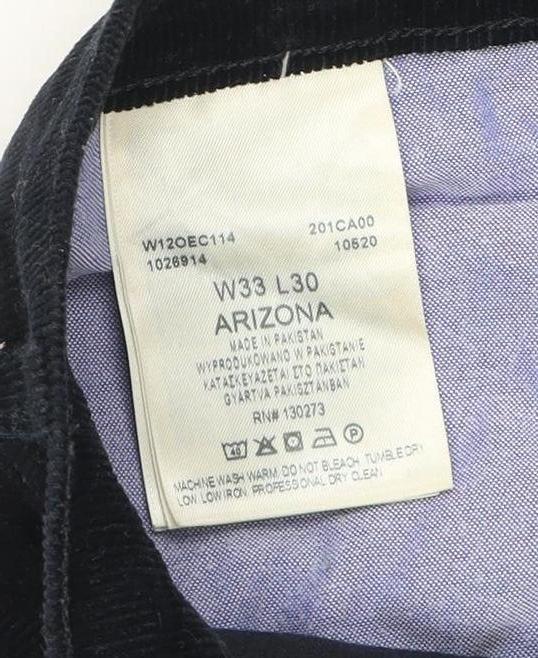 W12OEC114 201CA00
1026914 10520
W33 L30
ARIZONA
MADE IN PAKISTAN
WYPRODUKOWANO W PAKISTANIE
ΚΑΤΑΣΚΕΥΑΖΕΤΑΙ ΣΤΟ ΠΑΚΙΣΤΑΝ
GYÁRTVA PAKISZTÁNBAN
RN# 130273
40 P
MACHINE WASH WARM DO NOT BLEACH TUMBLE DRY
LOW LOW IRON PROFESSIONAL DRY CLEAN